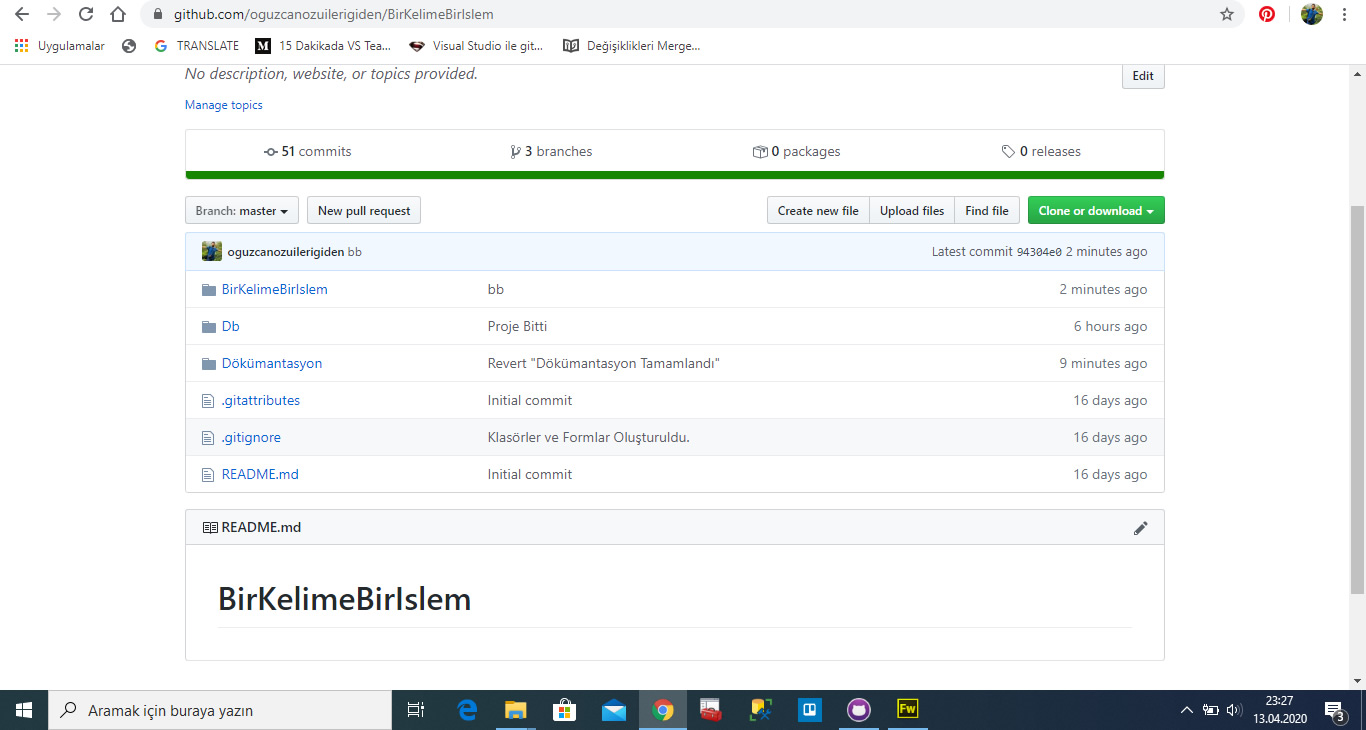 github.com/oguzcanozuilerigiden/BirKelimeBirIslem
Uygulamalar TRANSLATE 15 Dakikada VS Tea... Visual Studio ile git... Değişiklikleri Merge...
No description, website, or topics provided. Edit
Manage topics
51 commits 3 branches 0 packages 0 releases
Branch: master New pull request Create new file Upload files Find file Clone or download
oguzcanozuilerigiden bb Latest commit 94304e0 2 minutes ago
BirKelimeBirIslem bb 2 minutes ago
Db Proje Bitti 6 hours ago
Dökümantasyon Revert "Dökümantasyon Tamamlandı" 9 minutes ago
.gitattributes Initial commit 16 days ago
.gitignore Klasörler ve Formlar Oluşturuldu. 16 days ago
README.md Initial commit 16 days ago
README.md
BirKelimeBirIslem
Aramak için buraya yazın Fw 23:27
13.04.2020 3